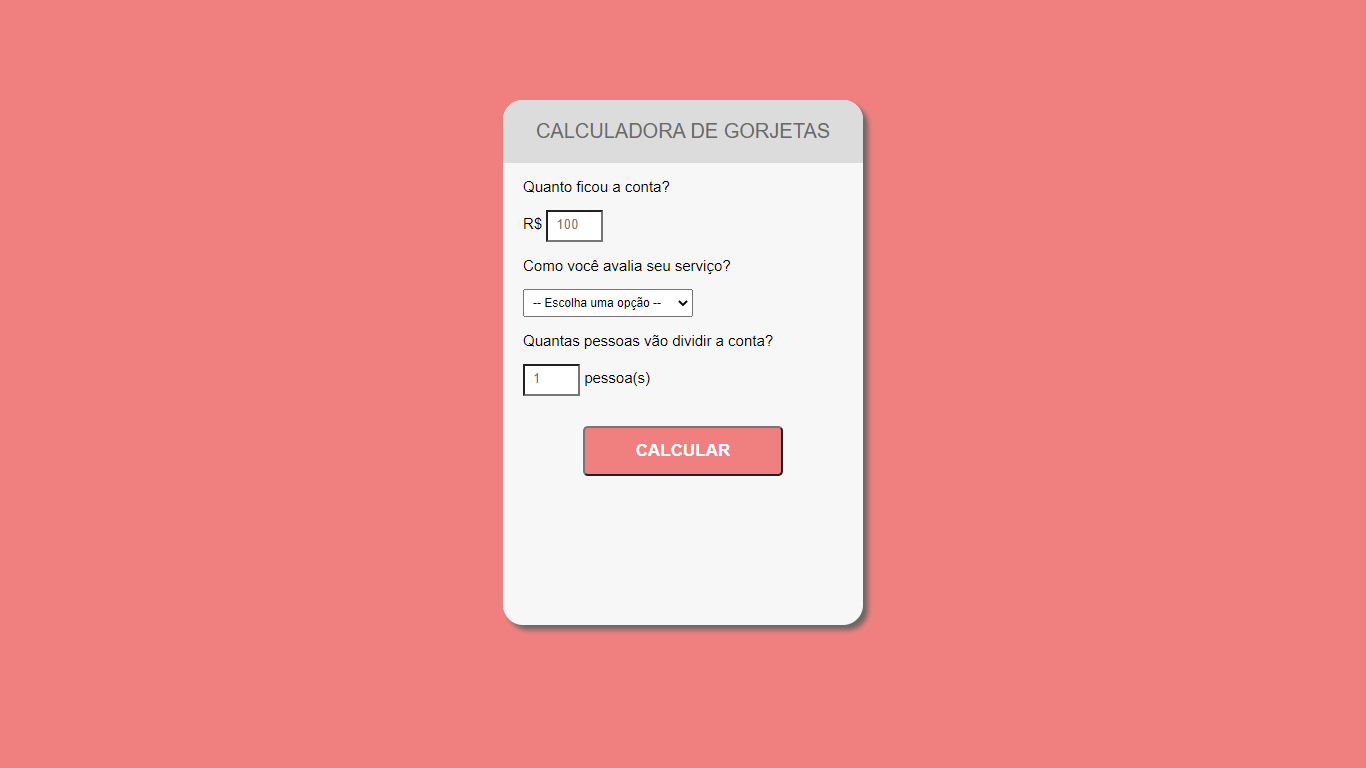 CALCULADORA DE GORJETAS
Quanto ficou a conta?
R$ 100
Como você avalia seu serviço?
-- Escolha uma opção --
Quantas pessoas vão dividir a conta?
1 pessoa(s)
CALCULAR